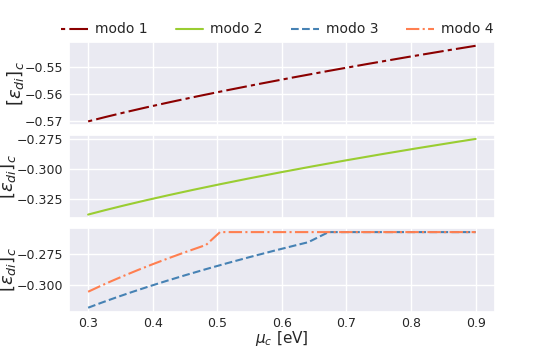 modo 1 modo 2 modo 3 modo 4
−0.55
−0.56
−0.57
[ε_di]_c
−0.275
−0.300
−0.325
[ε_di]_c
−0.275
−0.300
[ε_di]_c
0.3 0.4 0.5 0.6 0.7 0.8 0.9
μ_c [eV]